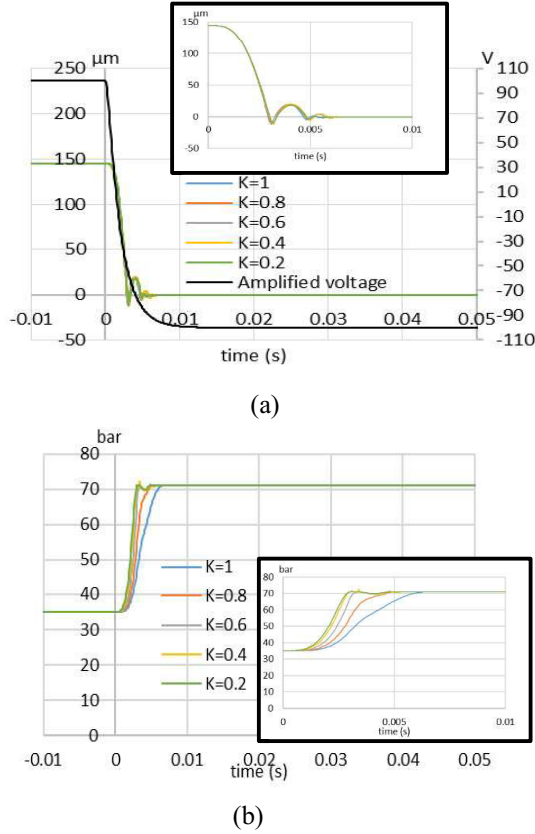 µm
150
100
50
0
-50
0
0.005
0.01
time (s)
µm
V
250
200
150
100
50
0
-50
110
90
70
50
30
10
-10
-30
-50
-70
-90
-110
K=1
K=0.8
K=0.6
K=0.4
K=0.2
Amplified voltage
-0.01 0 0.01 0.02 0.03 0.04 0.05
time (s)
(a)
bar
80
70
60
50
40
30
20
10
0
K=1
K=0.8
K=0.6
K=0.4
K=0.2
bar
80
70
60
50
40
30
20
10
0
0 0.005 0.01
time (s)
-0.01 0 0.01 0.02 0.03 0.04 0.05
time (s)
(b)